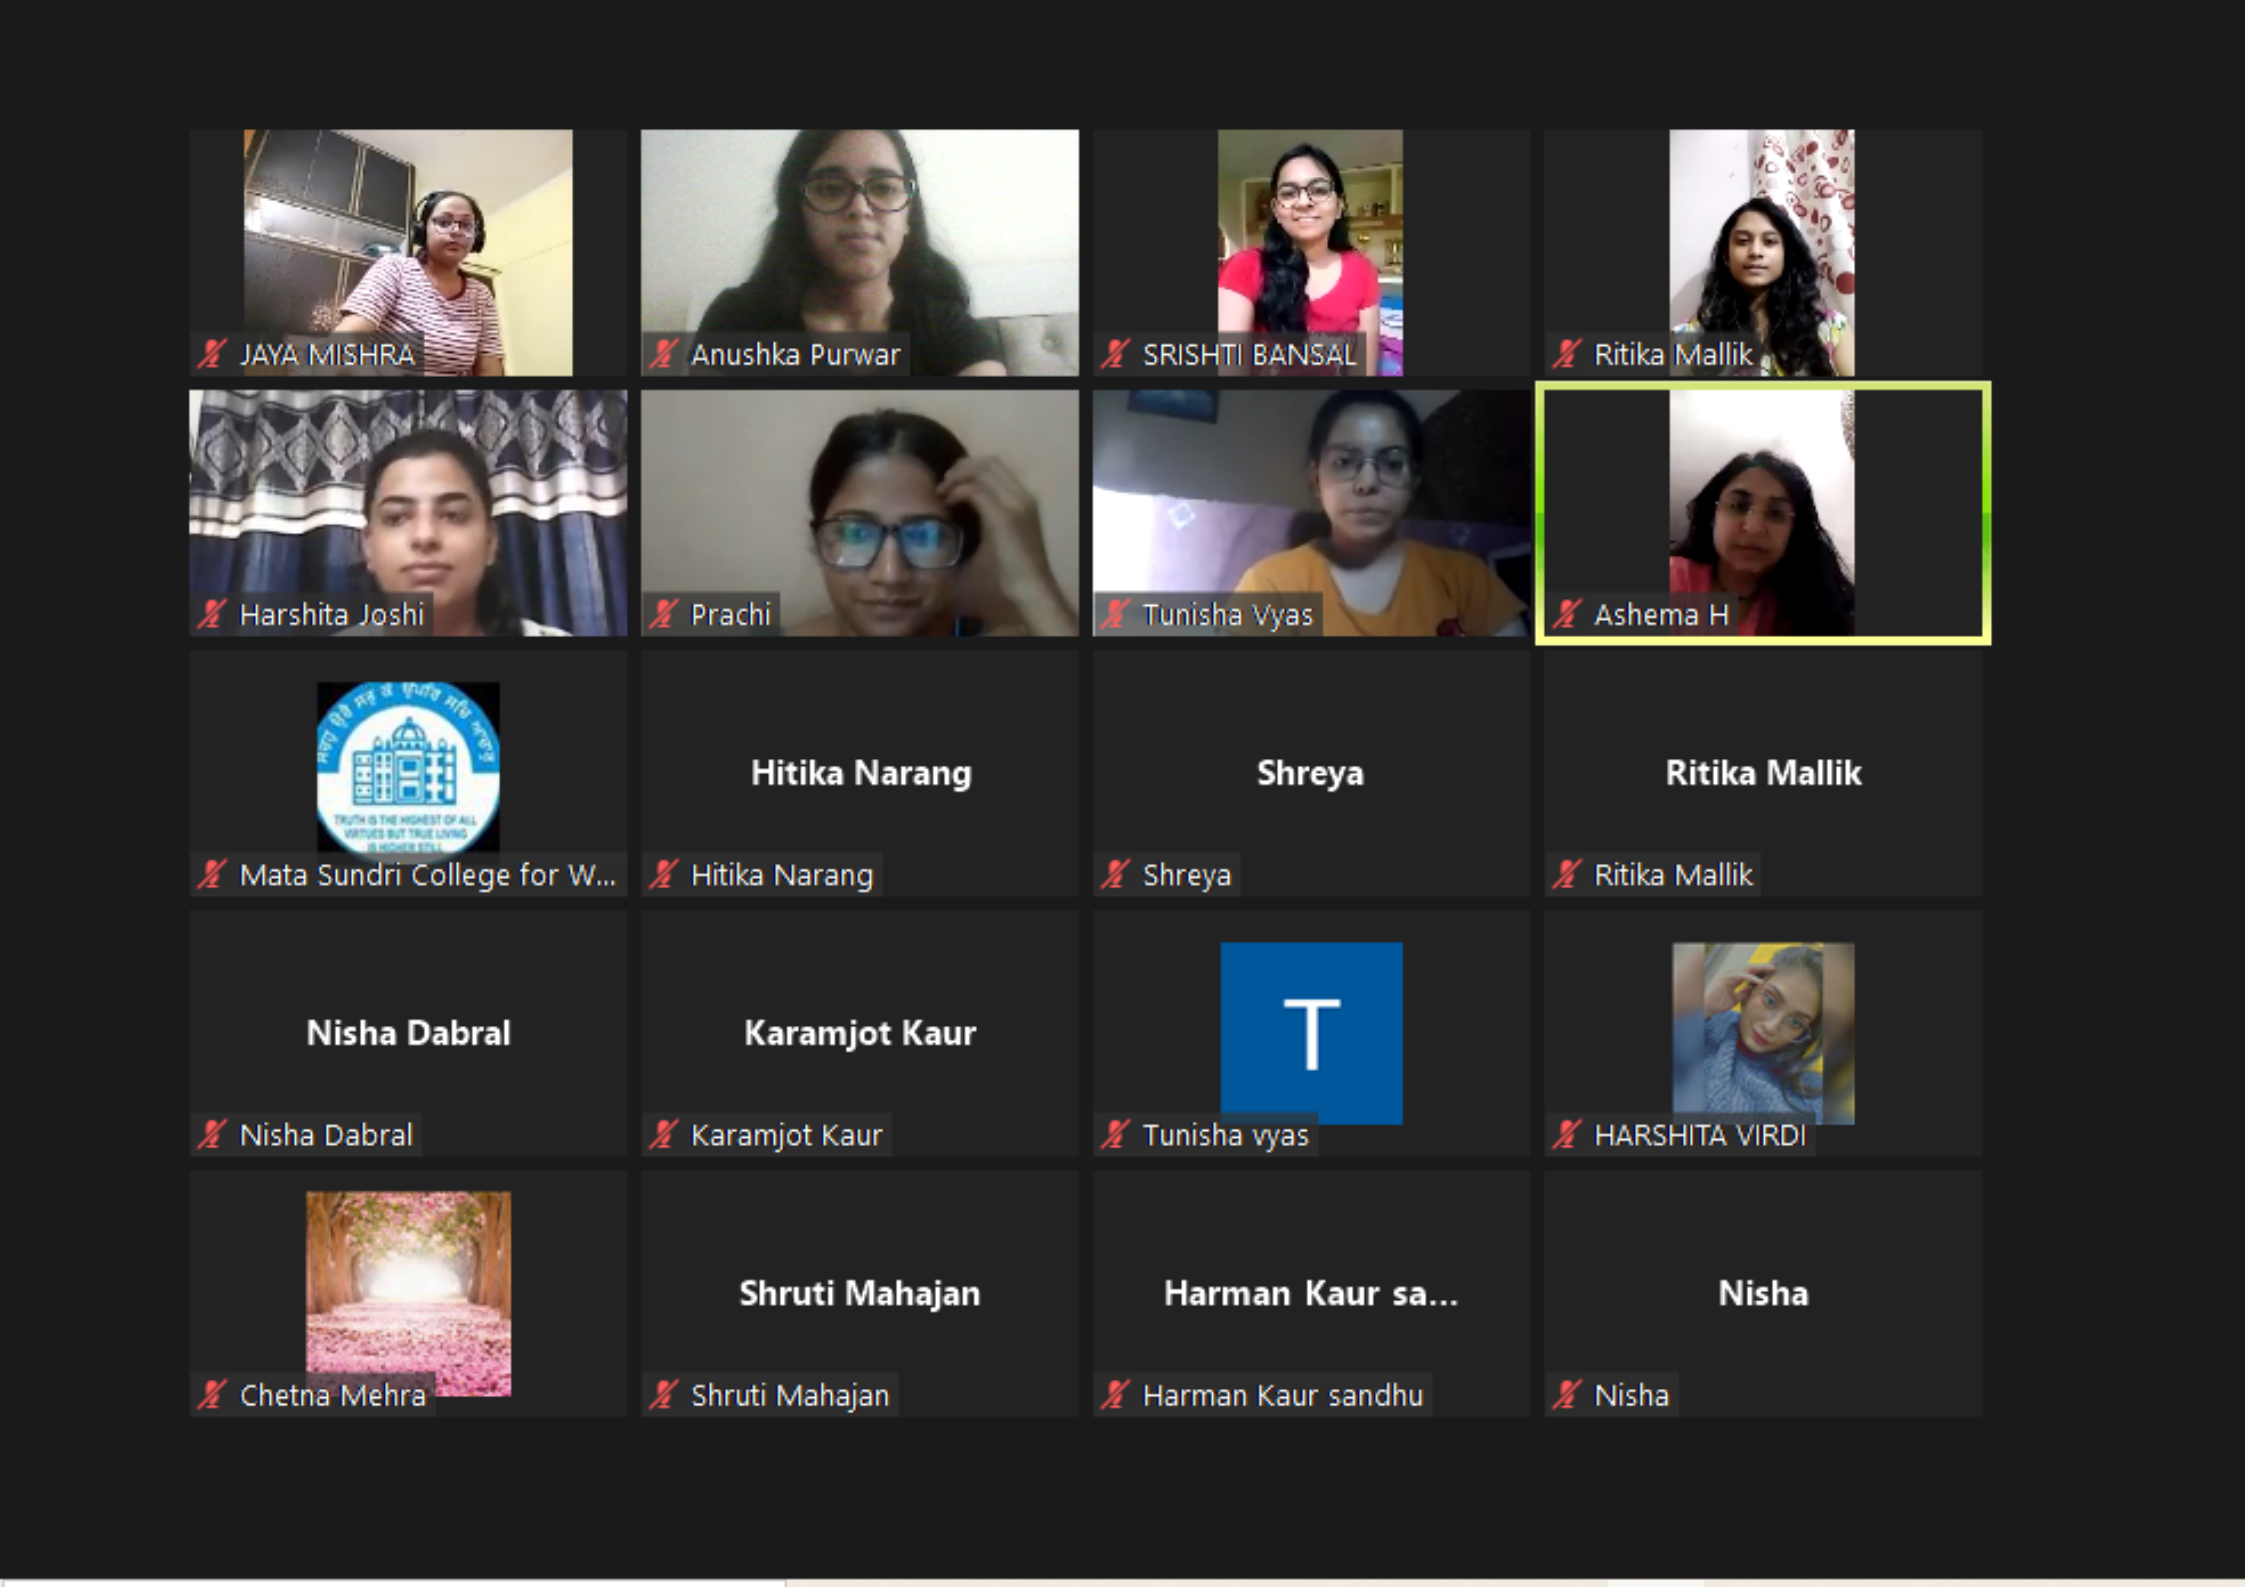 JAYA MISHRA
Anushka Purwar
SRISHTI BANSAL
Ritika Mallik
Harshita Joshi
Prachi
Tunisha Vyas
Ashema H
TRUTH IS THE HIGHEST OF ALL
VIRTUES BUT TRUE LIVING
IS HIGHER STILL
Hitika Narang
Shreya
Ritika Mallik
Mata Sundri College for W...
Hitika Narang
Shreya
Ritika Mallik
Nisha Dabral
Karamjot Kaur
T
Nisha Dabral
Karamjot Kaur
Tunisha vyas
HARSHITA VIRDI
Shruti Mahajan
Harman Kaur sa...
Nisha
Chetna Mehra
Shruti Mahajan
Harman Kaur sandhu
Nisha